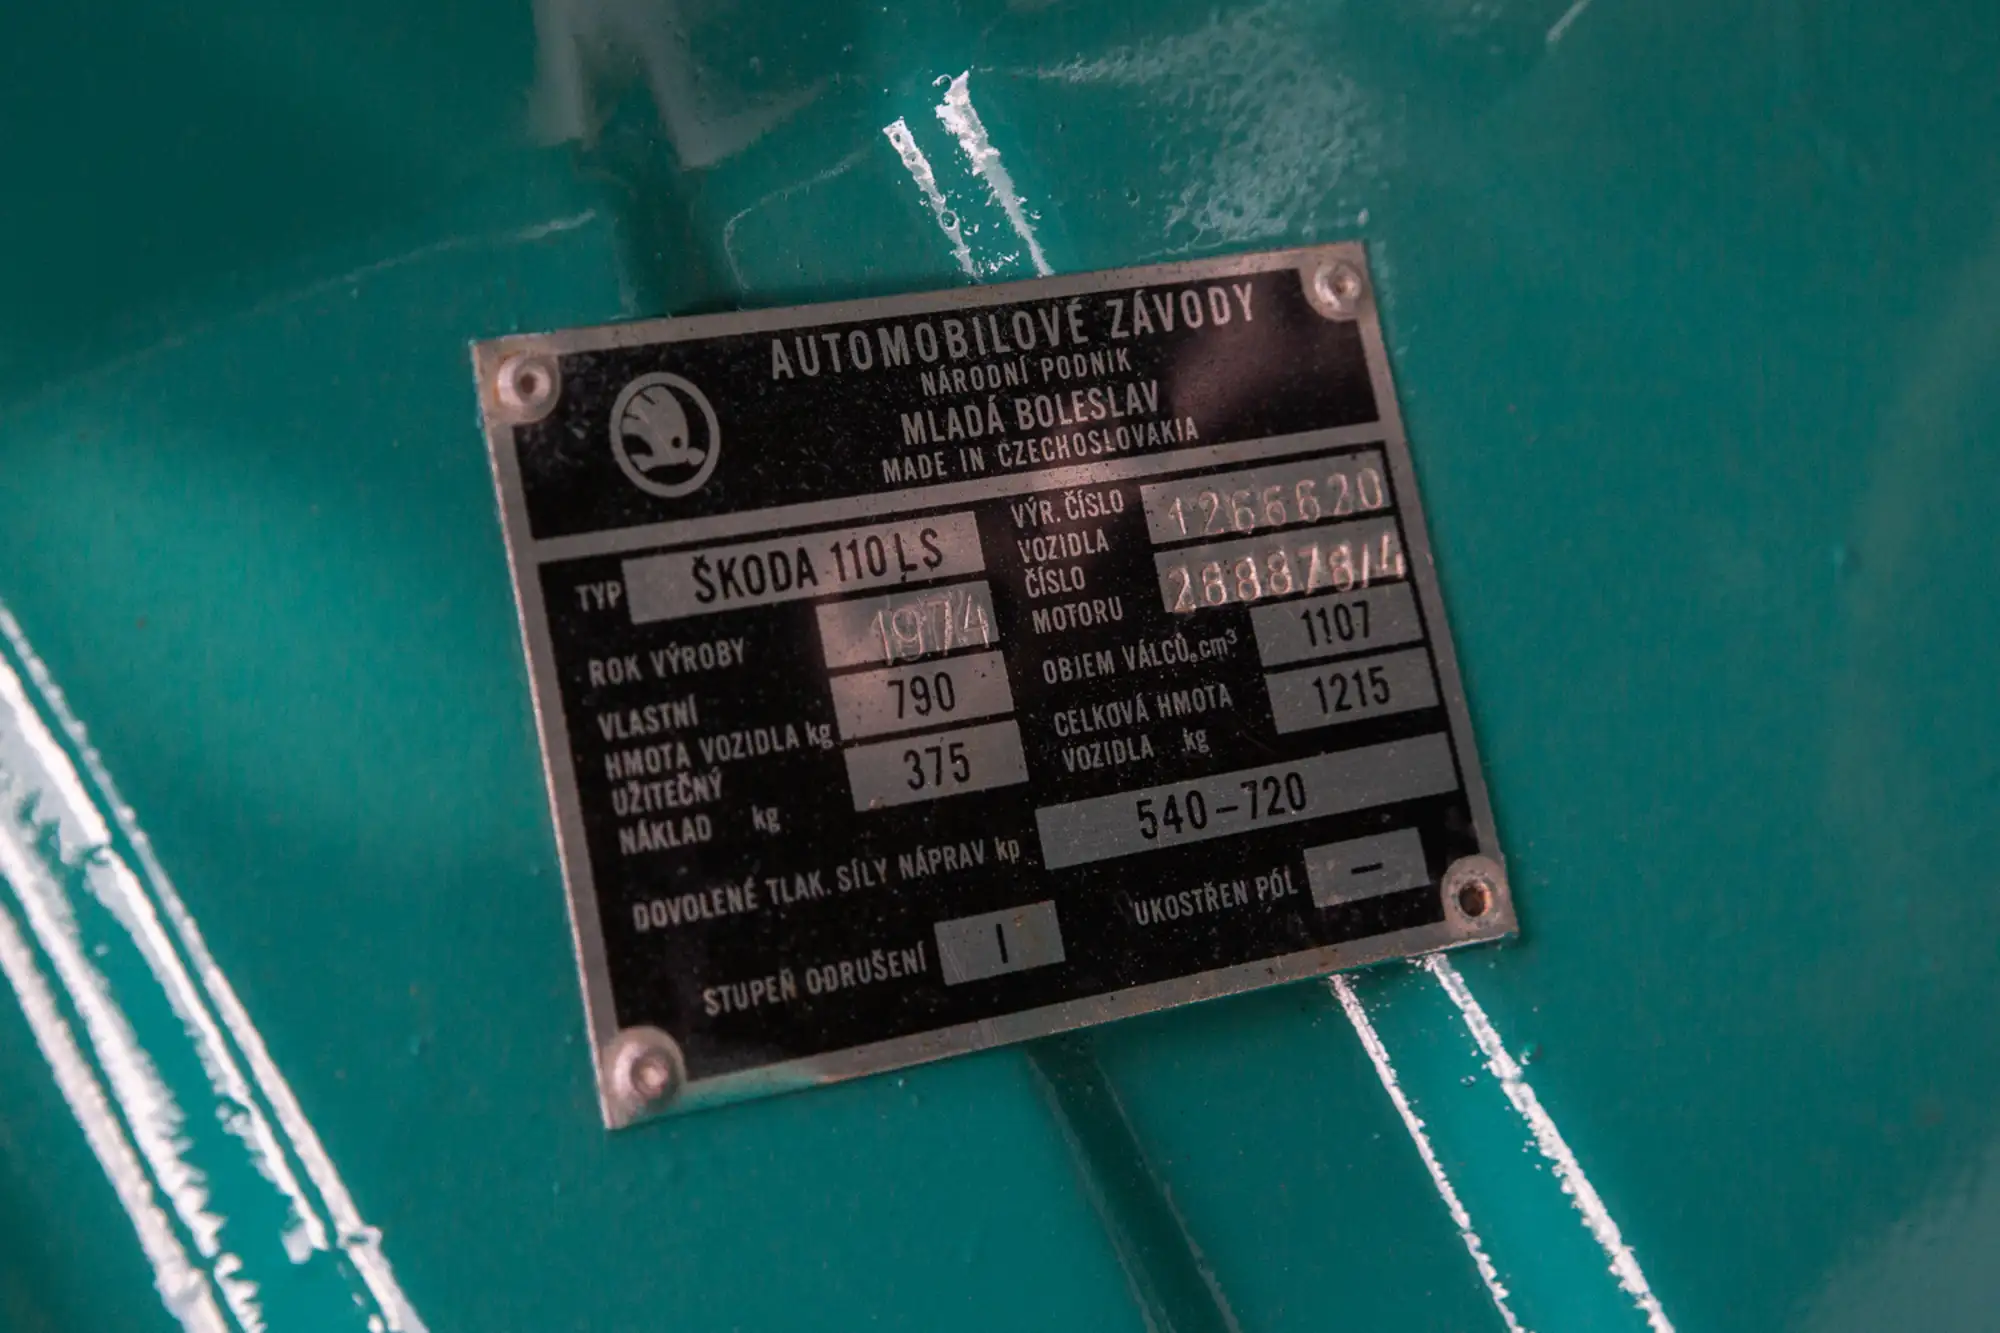 AUTOMOBILOVÉ ZÁVODY
NÁRODNÍ PODNIK
MLADÁ BOLESLAV
MADE IN CZECHOSLOVAKIA
TYP ŠKODA 110 LS
ROK VÝROBY 1974
VLASTNÍ
HMOTA VOZIDLA kg 790
UŽITEČNÝ
NÁKLAD kg 375
VÝR. ČÍSLO 1266620
VOZIDLA
ČÍSLO
MOTORU
OBJEM VÁLCŮ cm³ 1107
CELKOVÁ HMOTA 1215
VOZIDLA kg
DOVOLENÉ TLAK. SÍLY NÁPRAV kp 540-720
STUPEŇ ODRUŠENÍ I
UKOSTŘEN PÓL –